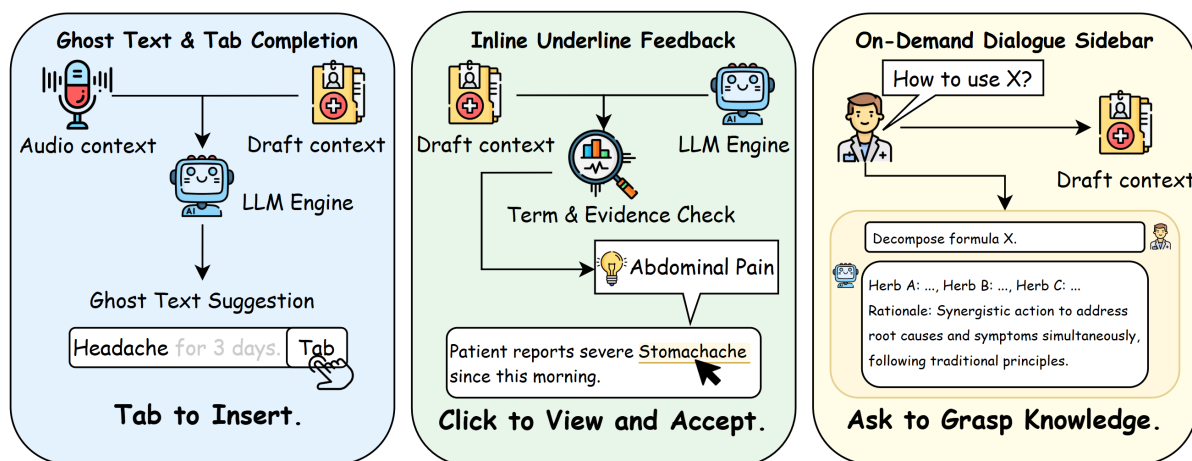 Ghost Text & Tab Completion
Audio context
Draft context
AI
LLM Engine
Ghost Text Suggestion
Headache for 3 days. Tab
Tab to Insert.
Inline Underline Feedback
AI
Draft context
LLM Engine
Term & Evidence Check
Abdominal Pain
Patient reports severe Stomachache
since this morning.
Click to View and Accept.
On-Demand Dialogue Sidebar
How to use X?
Draft context
Decompose formula X.
Herb A: ..., Herb B: ..., Herb C: ...
Rationale: Synergistic action to address
root causes and symptoms simultaneously,
following traditional principles.
Ask to Grasp Knowledge.